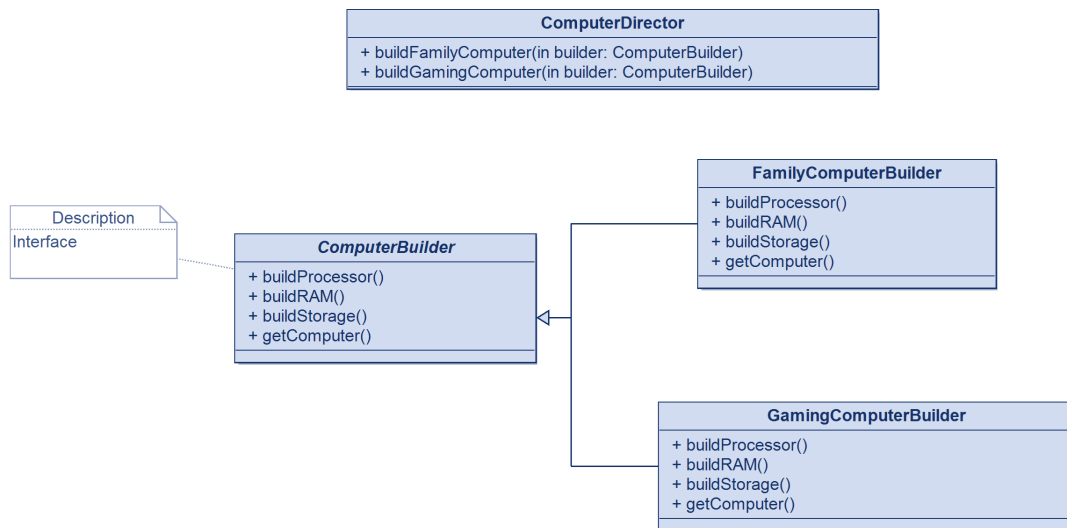 ComputerDirector
+ buildFamilyComputer(in builder: ComputerBuilder)
+ buildGamingComputer(in builder: ComputerBuilder)
FamilyComputerBuilder
+ buildProcessor()
+ buildRAM()
+ buildStorage()
+ getComputer()
Description
Interface
ComputerBuilder
+ buildProcessor()
+ buildRAM()
+ buildStorage()
+ getComputer()
GamingComputerBuilder
+ buildProcessor()
+ buildRAM()
+ buildStorage()
+ getComputer()